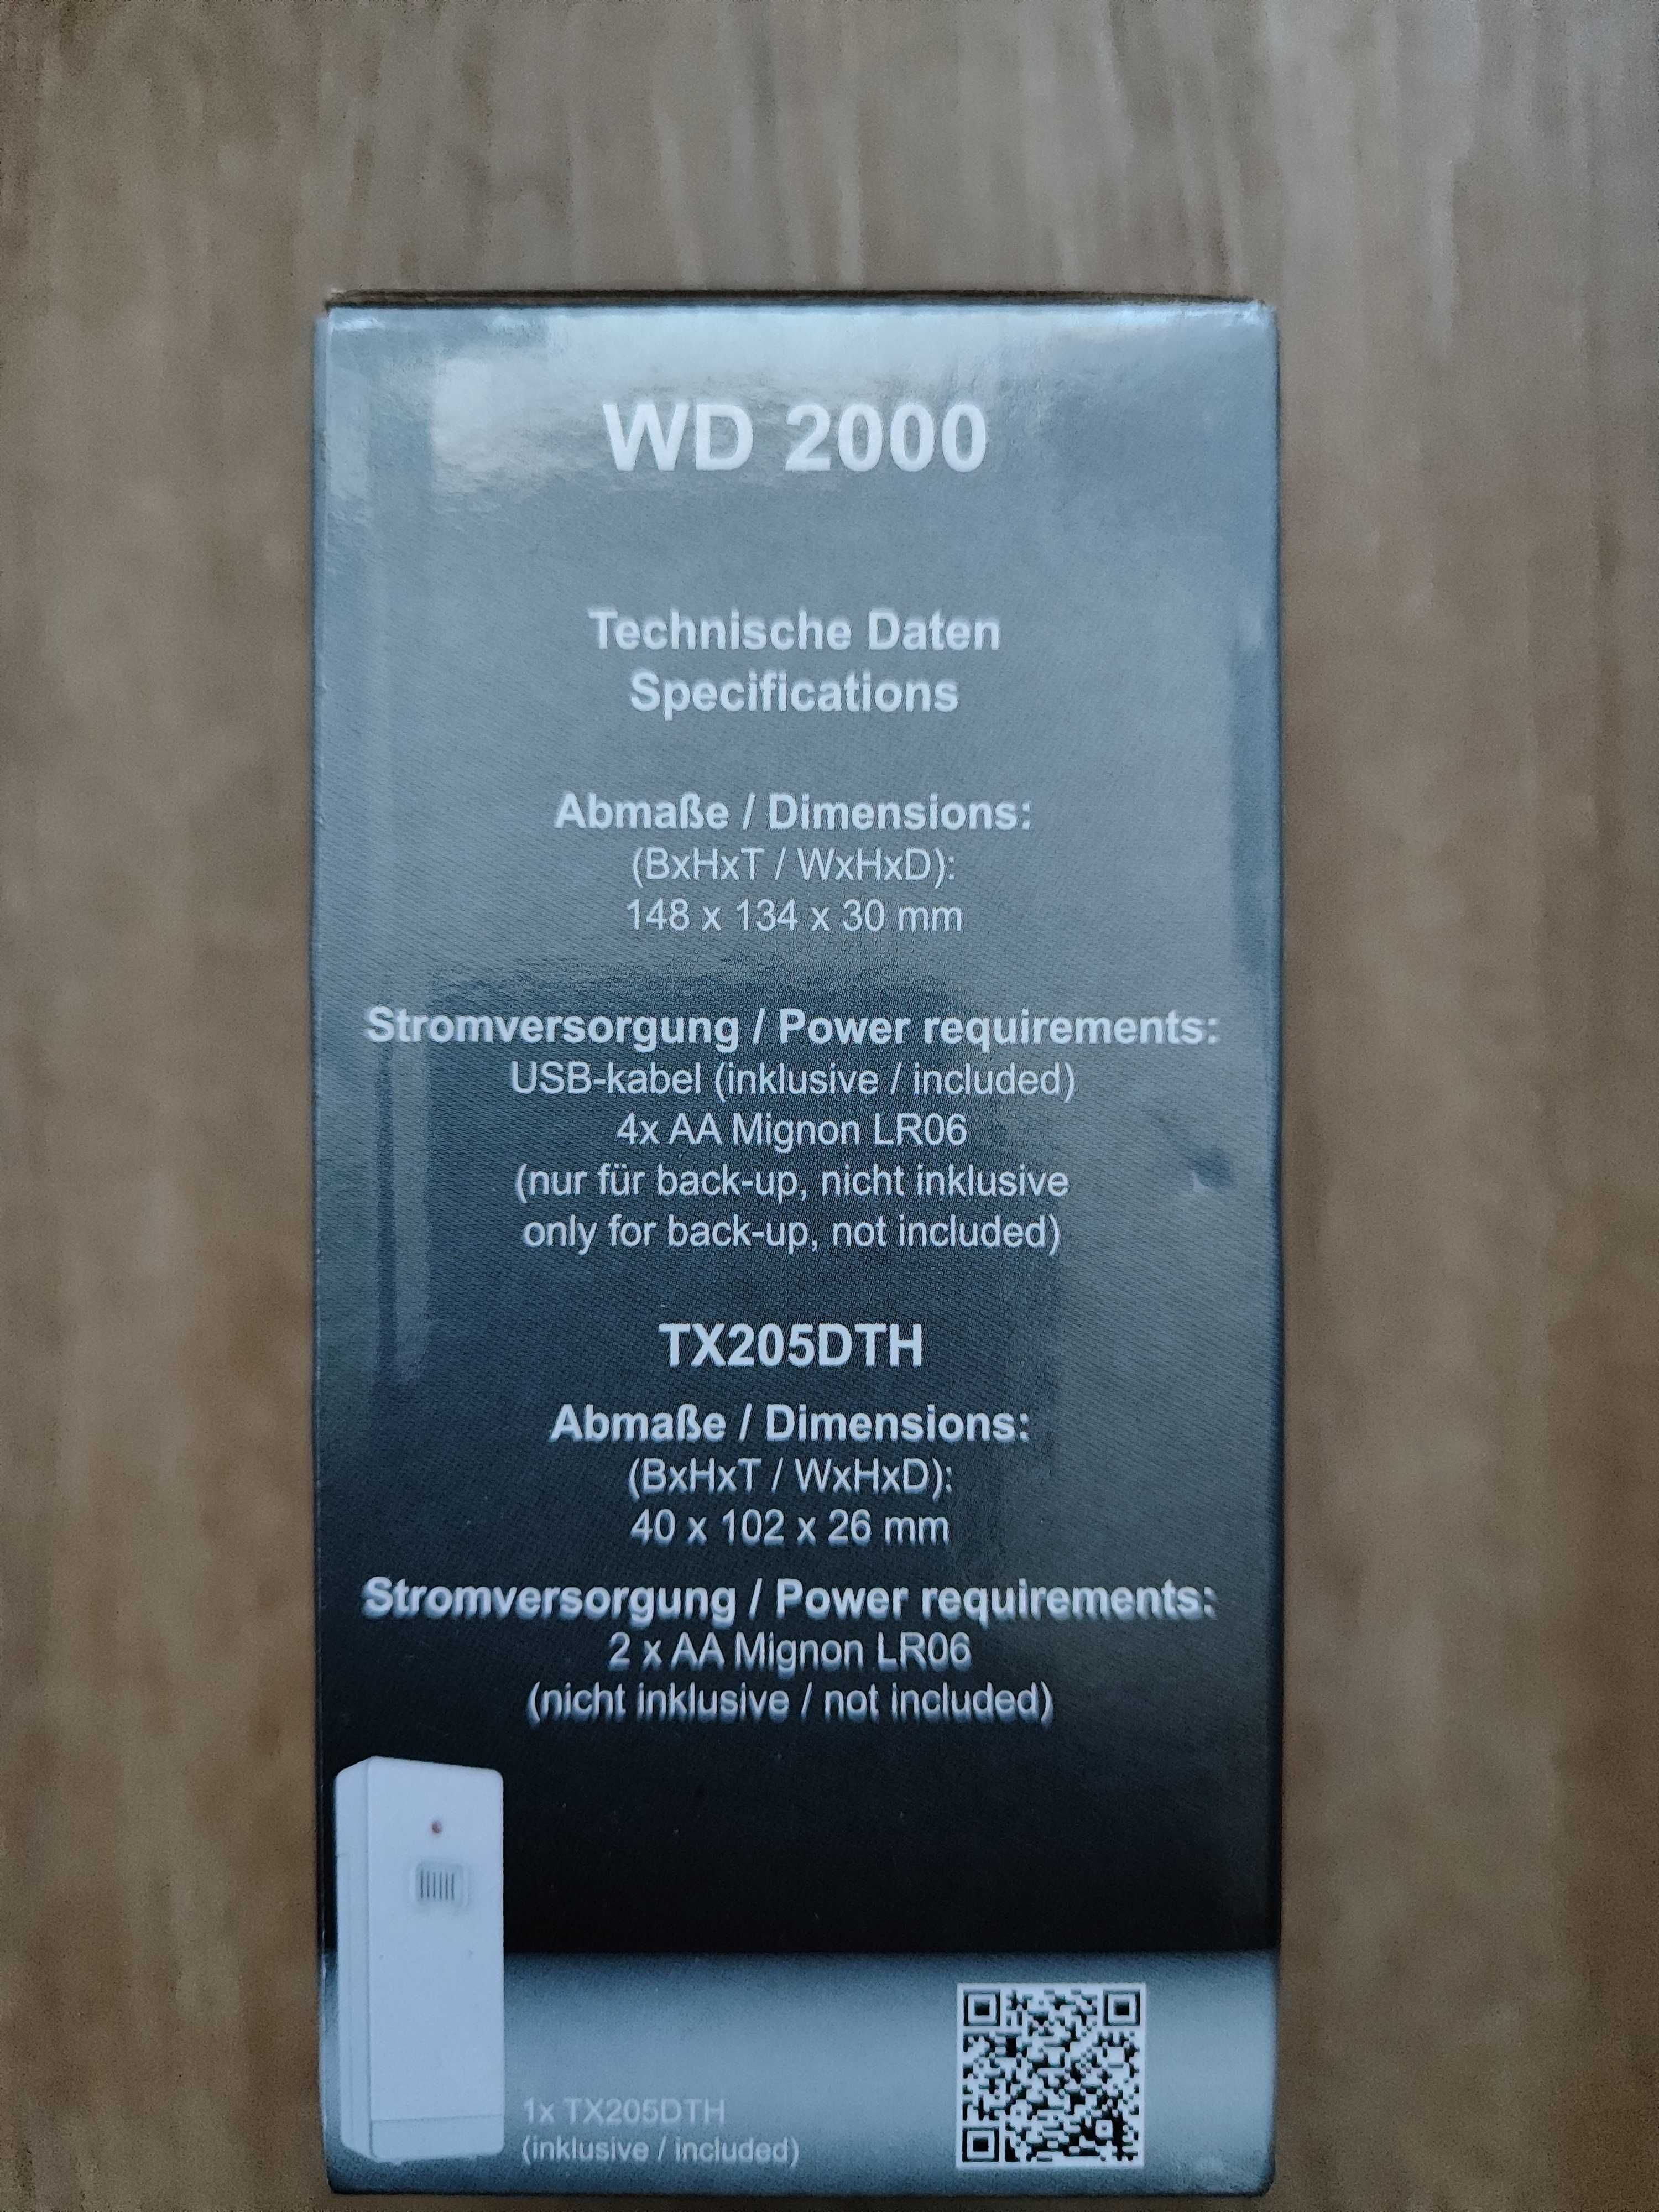 WD 2000
Technische Daten
Specifications
Abmaße / Dimensions:
(BxHxT / WxHxD):
148 x 134 x 30 mm
Stromversorgung / Power requirements:
USB-kabel (inklusive / included)
4x AA Mignon LR06
(nur für back-up, nicht inklusive
only for back-up, not included)
TX205DTH
Abmaße / Dimensions:
(BxHxT / WxHxD):
40 x 102 x 26 mm
Stromversorgung / Power requirements:
2 x AA Mignon LR06
(nicht inklusive / not included)
1x TX205DTH
(inklusive / included)